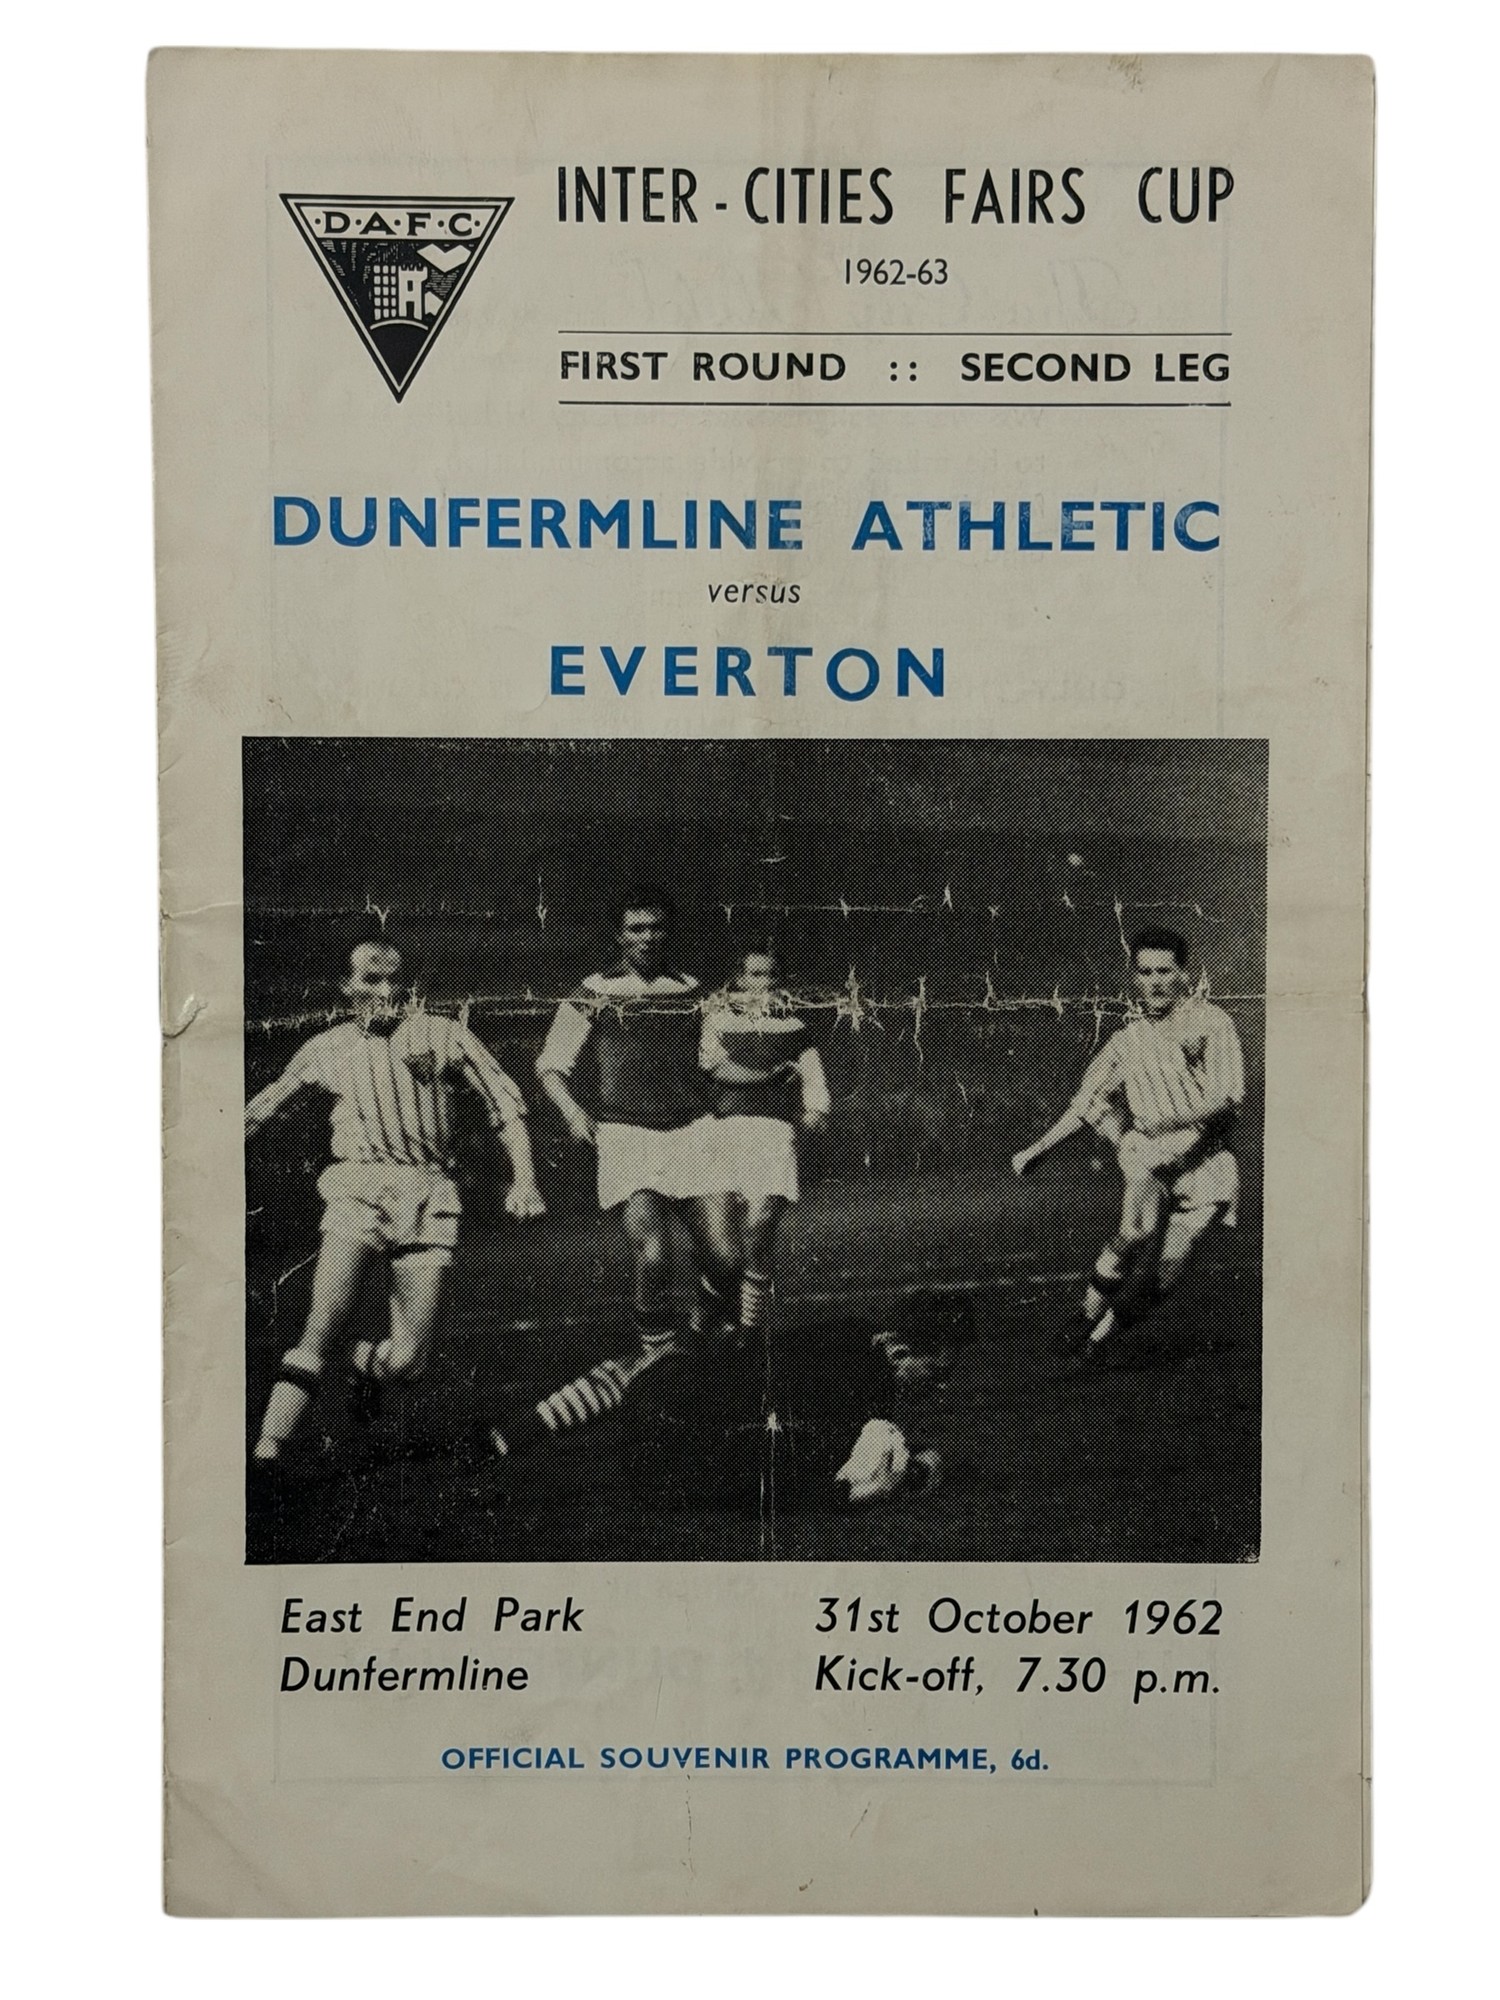 ·D·A·F·C·
INTER - CITIES FAIRS CUP
1962-63
FIRST ROUND :: SECOND LEG
DUNFERMLINE ATHLETIC
versus
EVERTON
East End Park
Dunfermline
31st October 1962
Kick-off, 7.30 p.m.
OFFICIAL SOUVENIR PROGRAMME, 6d.